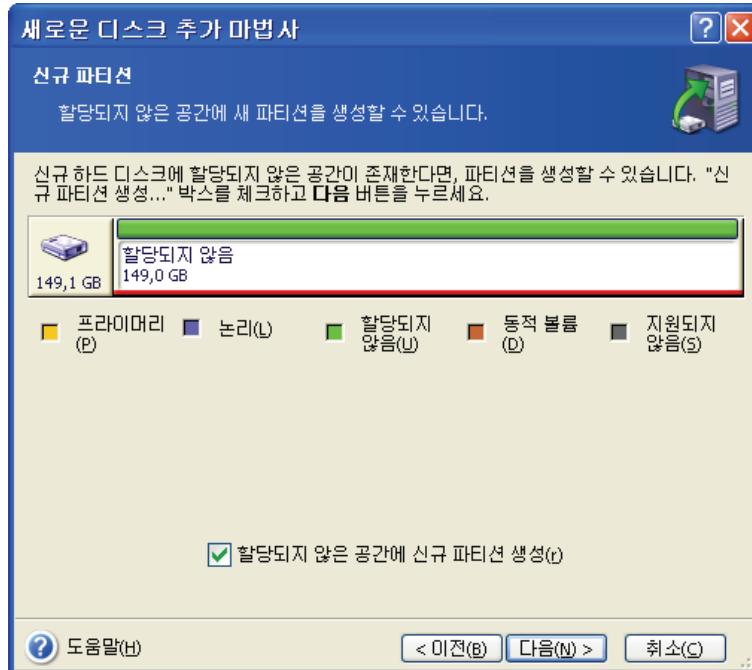 새로운 디스크 추가 마법사
신규 파티션
할당되지 않은 공간에 새 파티션을 생성할 수 있습니다.
신규 하드 디스크에 할당되지 않은 공간이 존재한다면, 파티션을 생성할 수 있습니다. "신
규 파티션 생성..." 박스를 체크하고 다음 버튼을 누르세요.
할당되지 않음
149,1 GB
149,0 GB
프라이머리
(P)
논리(L)
할당되지
않음(U)
동적 볼륨
(D)
지원되지
않음(S)
할당되지 않은 공간에 신규 파티션 생성(r)
도움말(H)
< 이전(B)
다음(N) >
취소(C)